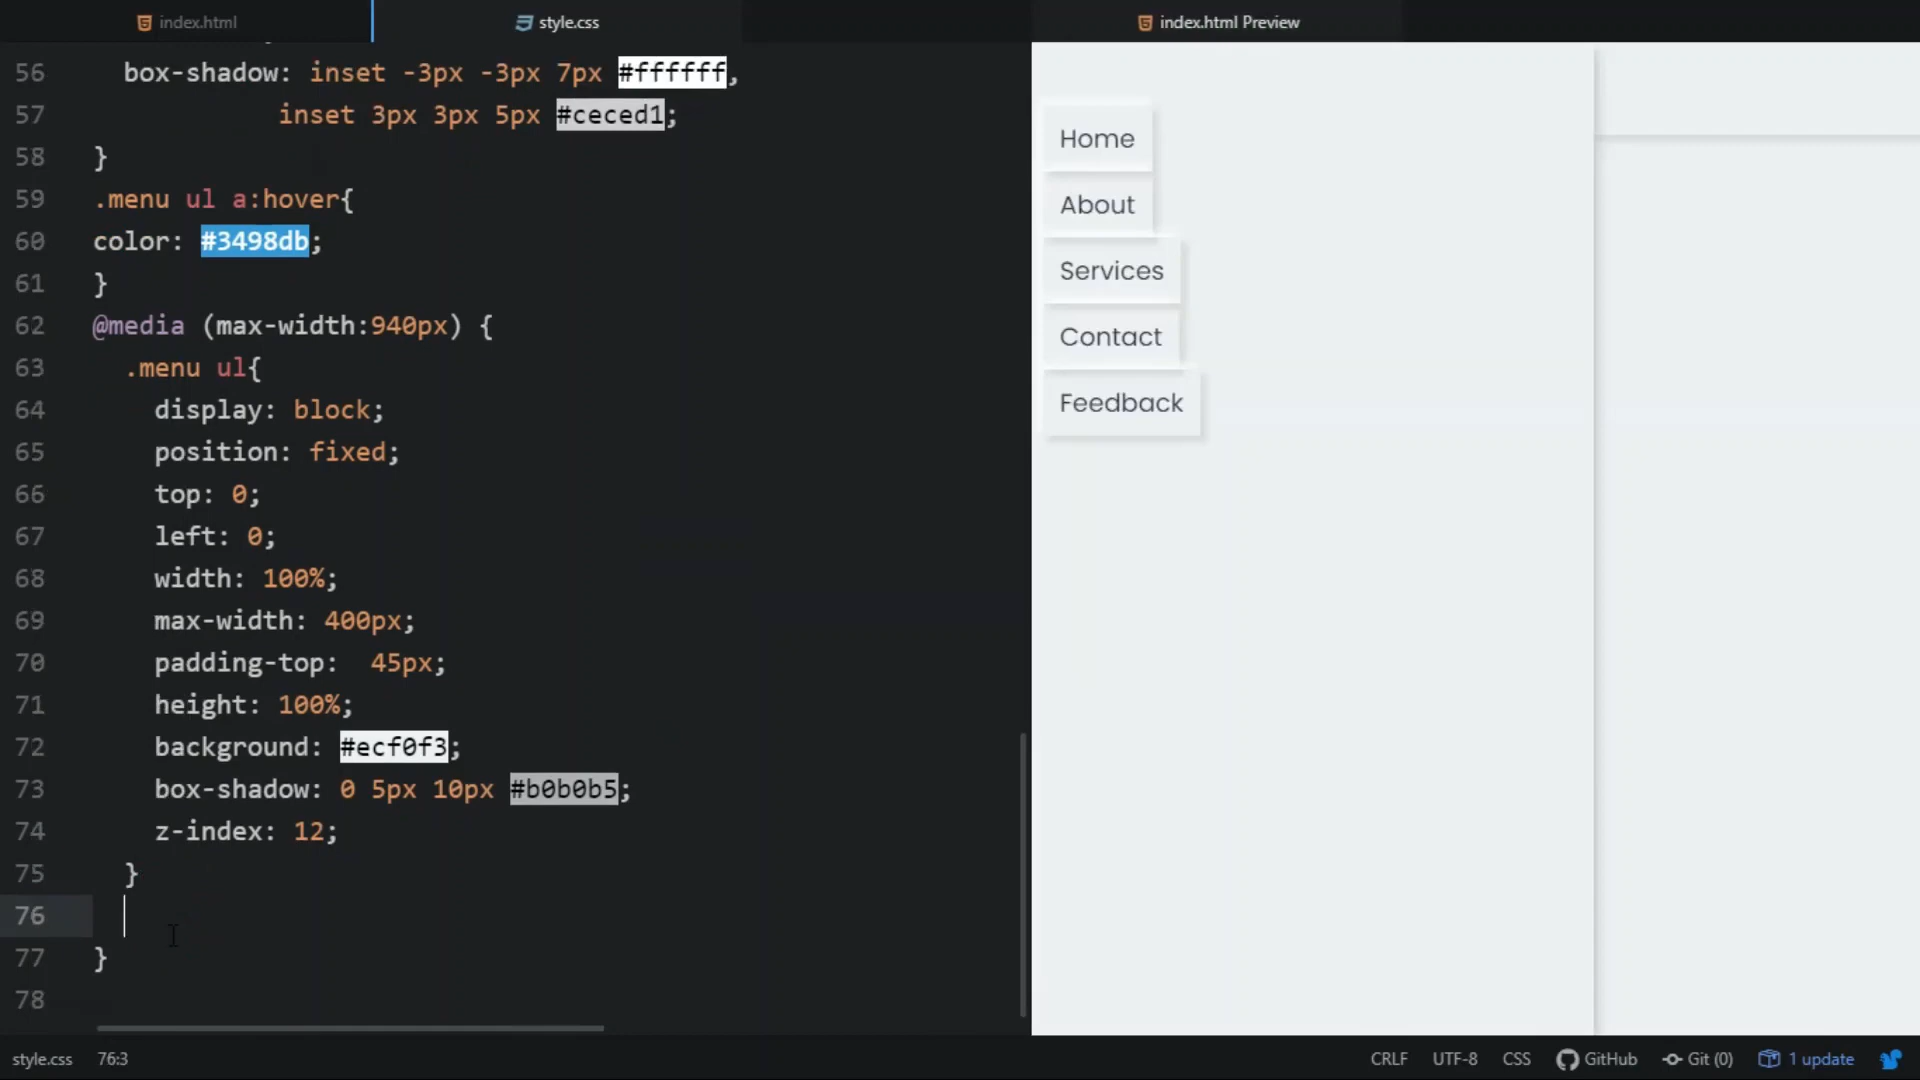 index.html
style.css
index.html Preview
56 box-shadow: inset -3px -3px 7px #ffffff,
57 inset 3px 3px 5px #ceced1;
58 }
59 .menu ul a:hover{
60 color: #3498db;
61 }
62 @media (max-width:940px) {
63 .menu ul{
64 display: block;
65 position: fixed;
66 top: 0;
67 left: 0;
68 width: 100%;
69 max-width: 400px;
70 padding-top:  45px;
71 height: 100%;
72 background: #ecf0f3;
73 box-shadow: 0 5px 10px #b0b0b5;
74 z-index: 12;
75 }
76
77 }
78
Home
About
Services
Contact
Feedback
style.css 76:3
CRLF UTF-8 CSS GitHub Git (0) 1 update